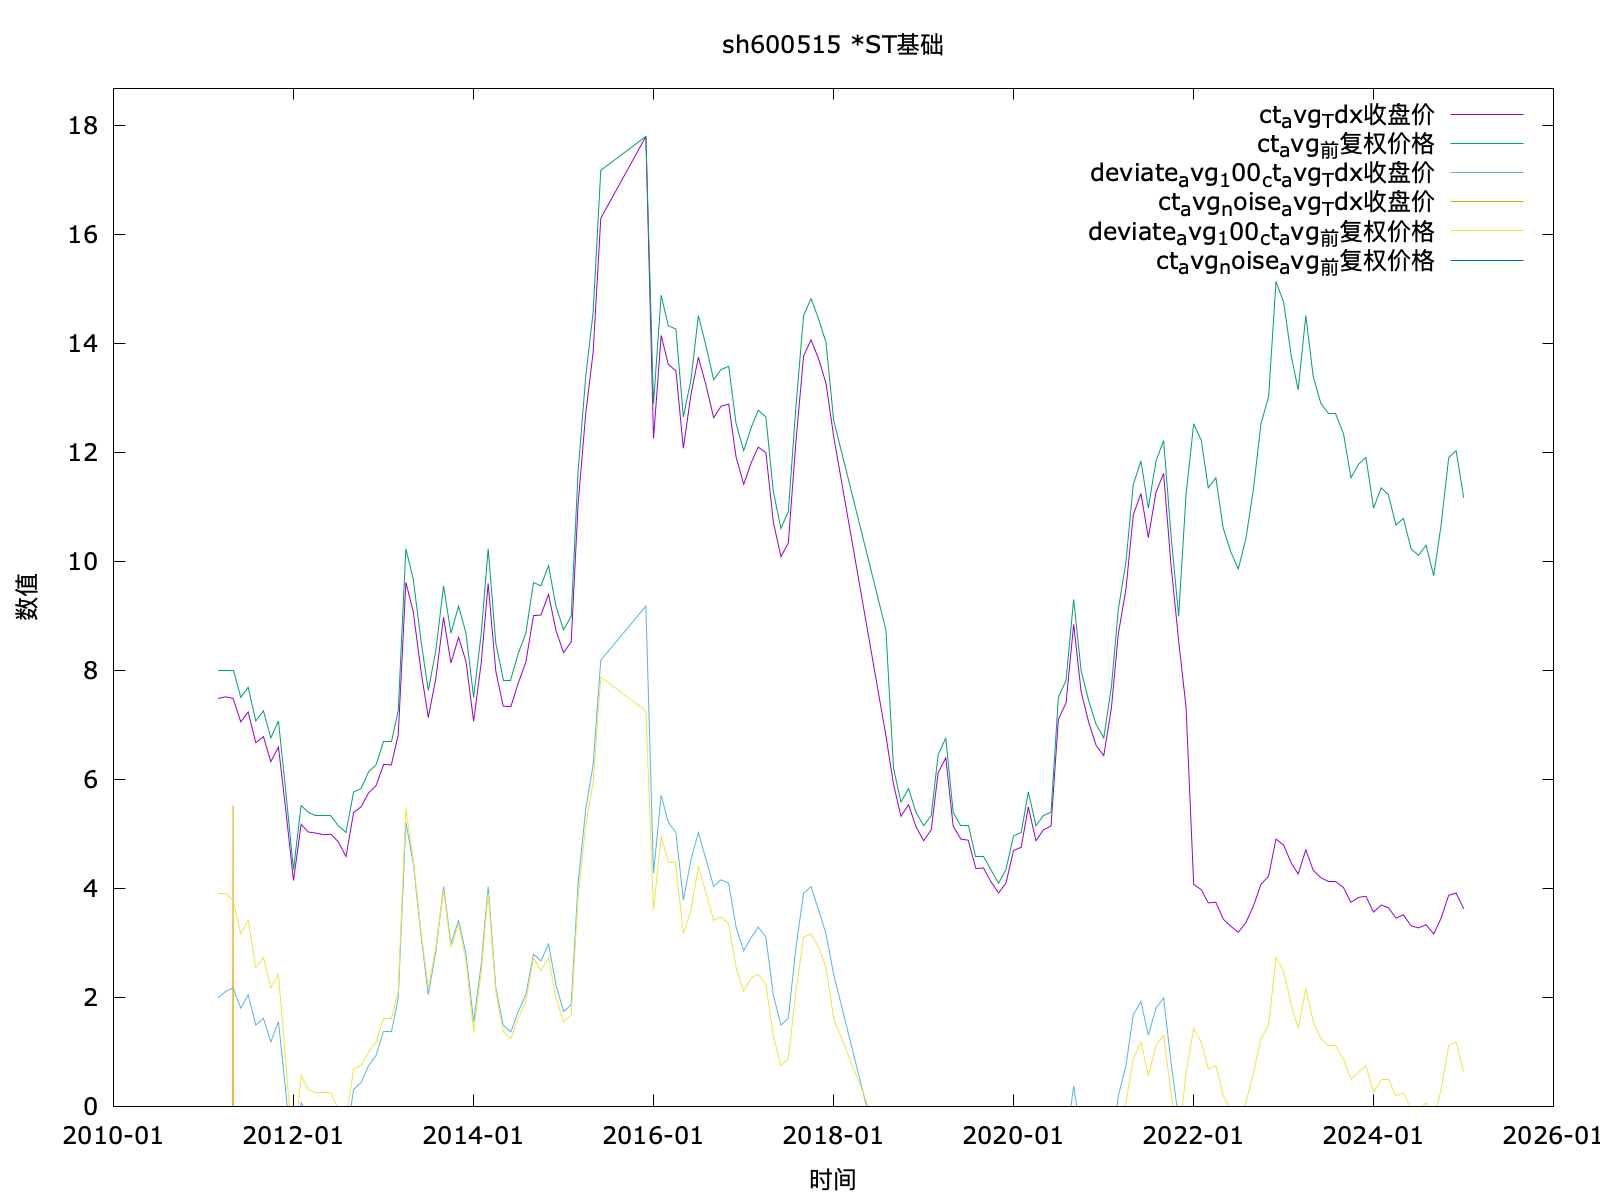 sh600515 *ST基础
ctavgTdx收盘价
ctavg前复权价格
deviateavg100ctavgTdx收盘价
ctavgnoiseavgTdx收盘价
deviateavg100ctavg前复权价格
ctavgnoiseavg前复权价格
18
16
14
12
10
8
6
4
2
0
数值
2010-01 2012-01 2014-01 2016-01 2018-01 2020-01 2022-01 2024-01 2026-01
时间